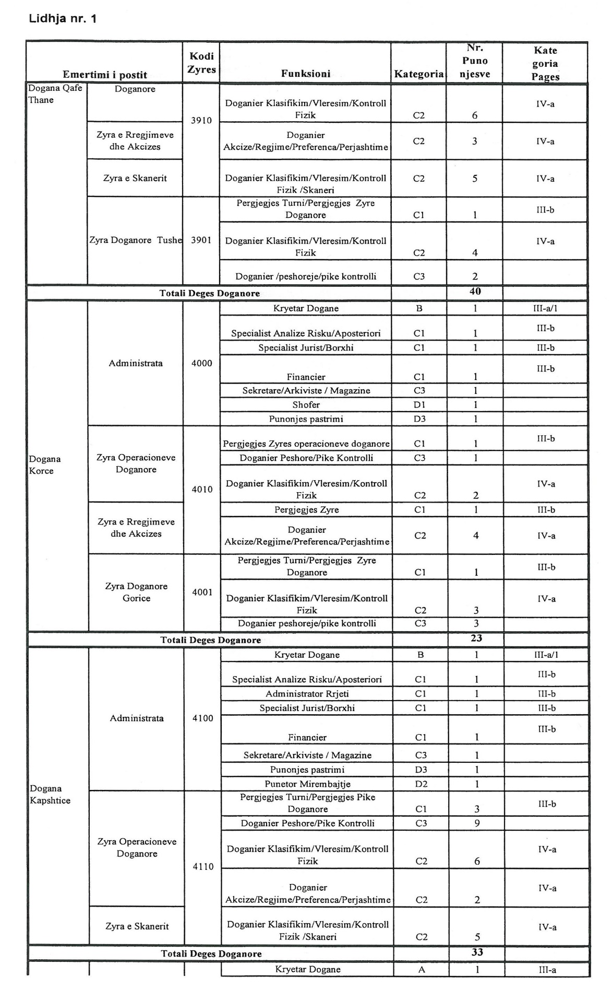 Lidhja nr. 1
Emertimi i postit | Kodi Zyres | Funksioni | Kategoria | Nr. Puno njesve | Kate goria Pages
Dogana Qafe Thane | Doganore | 3910 | Doganier Klasifikim/Vleresim/Kontroll Fizik | C2 | 6 | IV-a
Zyra e Rregjimeve dhe Akcizes | Doganier Akcize/Regjime/Preferenca/Perjashtime | C2 | 3 | IV-a
Zyra e Skanerit | Doganier Klasifikim/Vleresim/Kontroll Fizik /Skaneri | C2 | 5 | IV-a
Zyra Doganore Tushe | 3901 | Pergjegjes Turni/Pergjegjes Zyre Doganore | C1 | 1 | III-b
Doganier Klasifikim/Vleresim/Kontroll Fizik | C2 | 4 | IV-a
Doganier /peshoreje/pike kontrolli | C3 | 2
Totali Deges Doganore | 40
Dogana Korce | Administrata | 4000 | Kryetar Dogane | B | 1 | III-a/1
Specialist Analize Risku/Aposteriori | C1 | 1 | III-b
Specialist Jurist/Borxhi | C1 | 1 | III-b
Financier | C1 | 1 | III-b
Sekretare/Arkiviste / Magazine | C3 | 1
Shofer | D1 | 1
Punonjes pastrimi | D3 | 1
Zyra Operacioneve Doganore | 4010 | Pergjegjes Zyres operacioneve doganore | C1 | 1 | III-b
Doganier Peshore/Pike Kontrolli | C3 | 1
Doganier Klasifikim/Vleresim/Kontroll Fizik | C2 | 2 | IV-a
Zyra e Rregjimeve dhe Akcizes | Pergjegjes Zyre | C1 | 1 | III-b
Doganier Akcize/Regjime/Preferenca/Perjashtime | C2 | 4 | IV-a
Zyra Doganore Gorice | 4001 | Pergjegjes Turni/Pergjegjes Zyre Doganore | C1 | 1 | III-b
Doganier Klasifikim/Vleresim/Kontroll Fizik | C2 | 3 | IV-a
Doganier peshoreje/pike kontrolli | C3 | 3
Totali Deges Doganore | 23
Dogana Kapshtice | Administrata | 4100 | Kryetar Dogane | B | 1 | III-a/1
Specialist Analize Risku/Aposteriori | C1 | 1 | III-b
Administrator Rrjeti | C1 | 1 | III-b
Specialist Jurist/Borxhi | C1 | 1 | III-b
Financier | C1 | 1 | III-b
Sekretare/Arkiviste / Magazine | C3 | 1
Punonjes pastrimi | D3 | 1
Punetor Mirembajtje | D2 | 1
Zyra Operacioneve Doganore | 4110 | Pergjegjes Turni/Pergjegjes Pike Doganore | C1 | 3 | III-b
Doganier Peshore/Pike Kontrolli | C3 | 9
Doganier Klasifikim/Vleresim/Kontroll Fizik | C2 | 6 | IV-a
Doganier Akcize/Regjime/Preferenca/Perjashtime | C2 | 2 | IV-a
Zyra e Skanerit | Doganier Klasifikim/Vleresim/Kontroll Fizik /Skaneri | C2 | 5 | IV-a
Totali Deges Doganore | 33
Kryetar Dogane | A | 1 | III-a